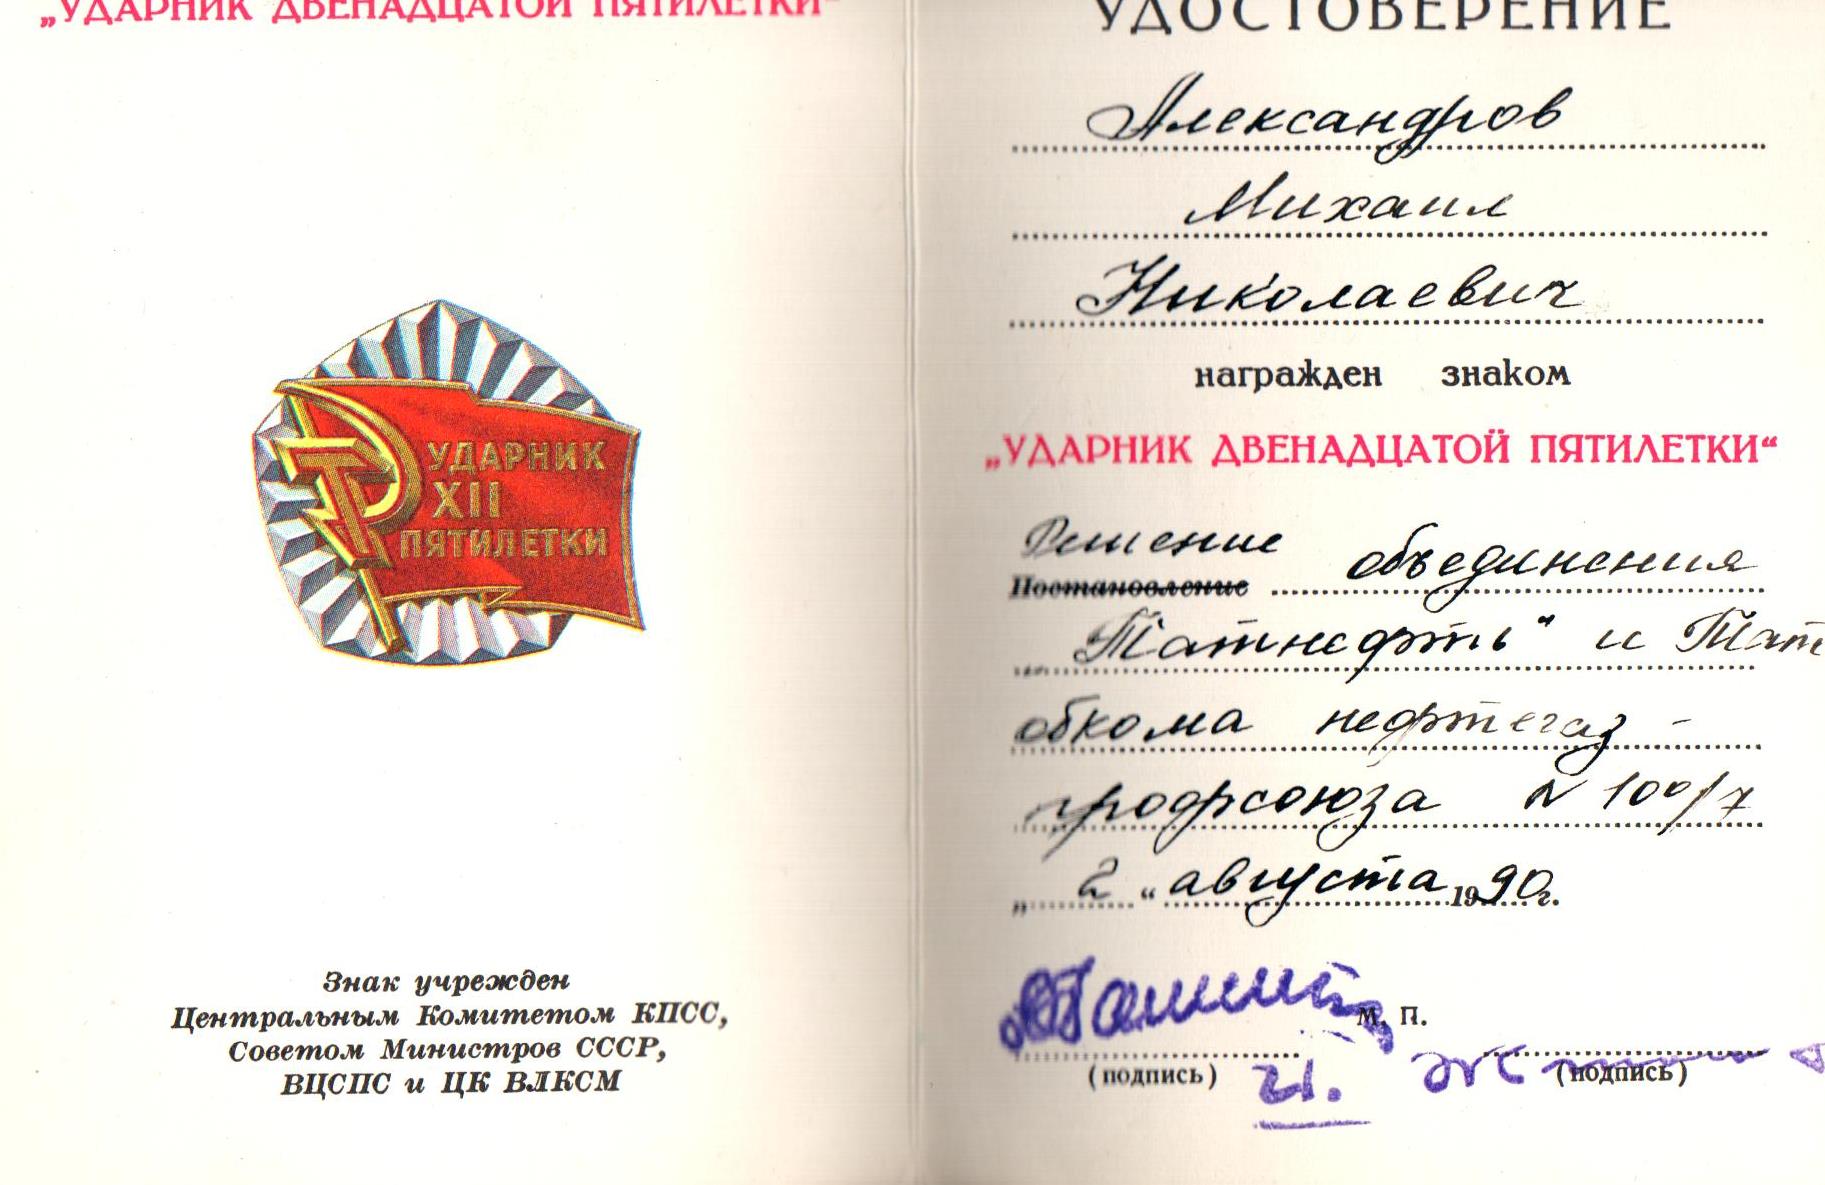 „УДАРНИК ДВЕНАДЦАТОЙ ПЯТИЛЕТКИ“
УДАРНИК
XII
ПЯТИЛЕТКИ
Знак учрежден
Центральным Комитетом КПСС,
Советом Министров СССР,
ВЦСПС и ЦК ВЛКСМ
УДОСТОВЕРЕНИЕ
Александров
Михаил
Николаевич
награжден знаком
„УДАРНИК ДВЕНАДЦАТОЙ ПЯТИЛЕТКИ“
Решение
Постановление объединения
Татнефть" и Тат
обкома нефтегаз-
профсоюза N 100/7
„2“ августа 1990 г.
М. П.
(подпись) (подпись)